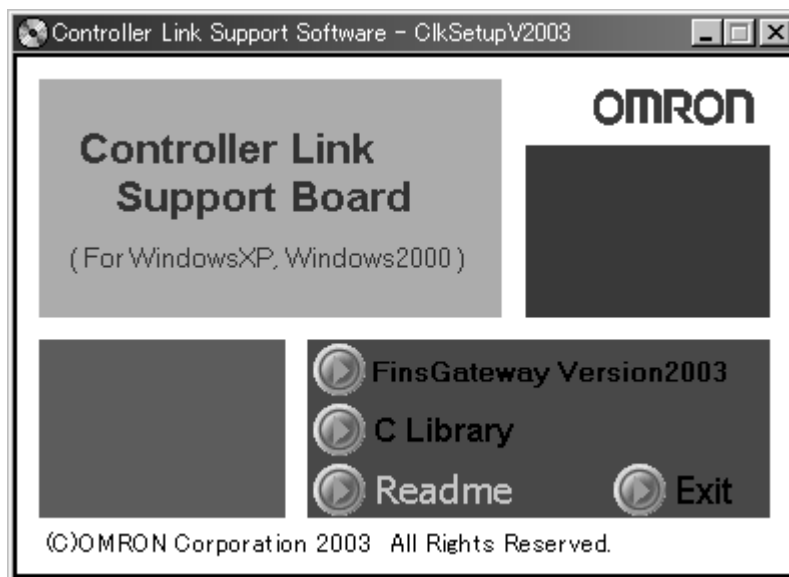 Controller Link Support Software - ClkSetupV2003
OMRON
Controller Link
Support Board
( For WindowsXP, Windows2000 )
FinsGateway Version2003
C Library
Readme
Exit
(C)OMRON Corporation 2003 All Rights Reserved.